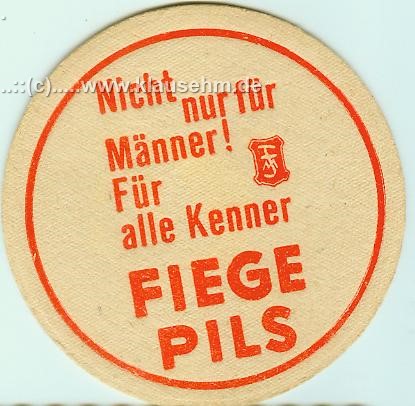 Nicht nur für
..::(c).....www.klausehm.de
Männer!
Für
alle Kenner
FIEGE
PILS